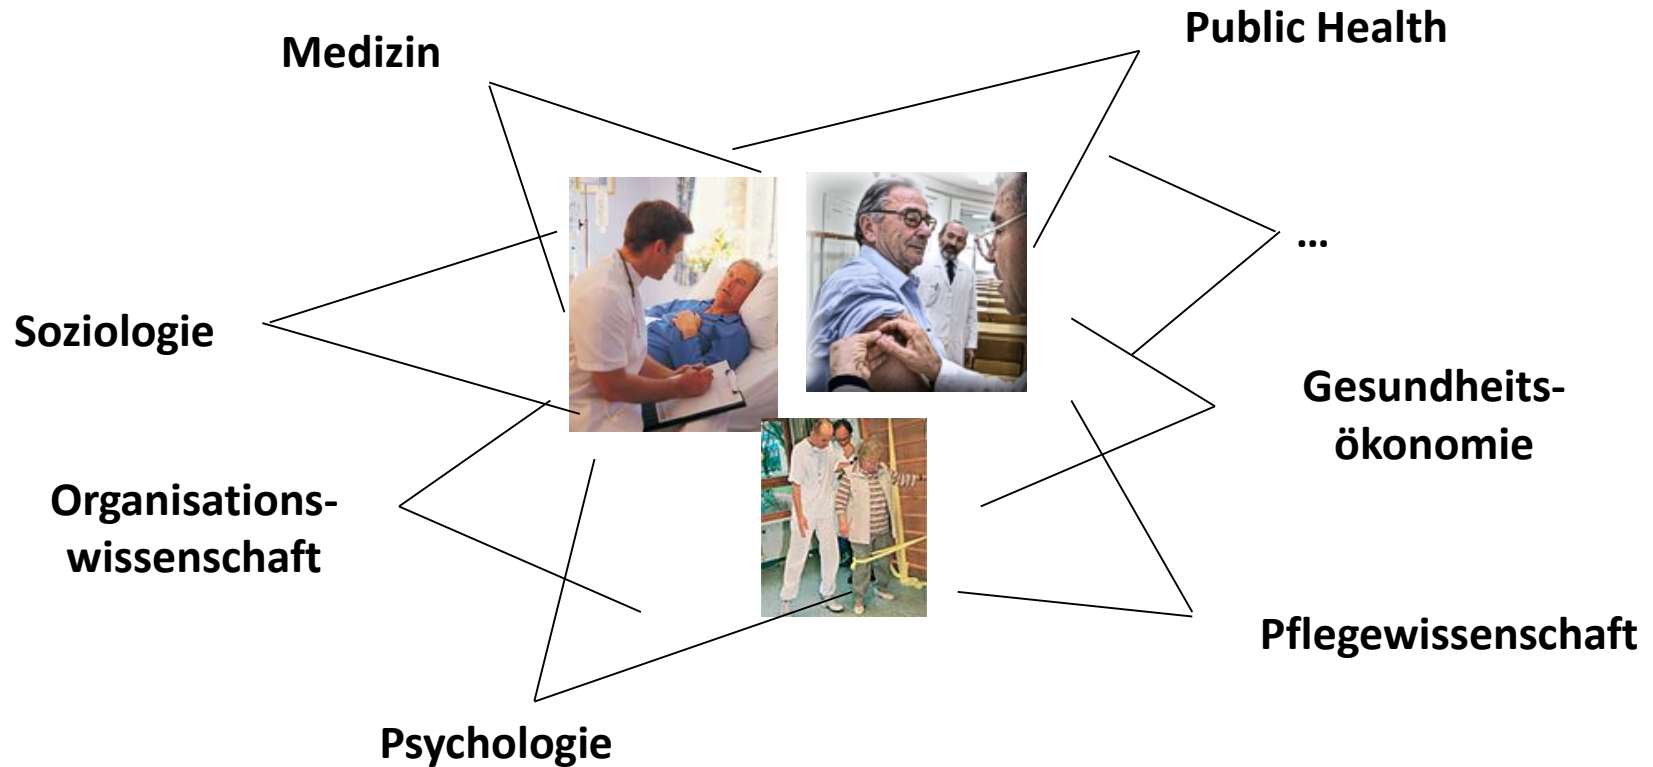 Public Health
Medizin
...
Soziologie
Gesundheits-
ökonomie
Organisations-
wissenschaft
Pflegewissenschaft
Psychologie